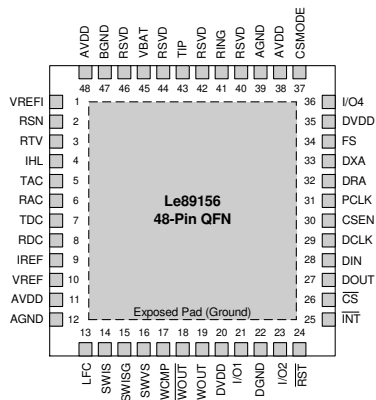 AVDD BGND RSVD VBAT RSVD TIP RSVD RING RSVD AGND AVDD CSMODE
48 47 46 45 44 43 42 41 40 39 38 37
VREFI 1 36 I/O4
RSN 2 35 DVDD
RTV 3 34 FS
IHL 4 33 DXA
TAC 5 32 DRA
RAC 6 31 PCLK
TDC 7 30 CSEN
RDC 8 29 DCLK
IREF 9 28 DIN
VREF 10 27 DOUT
AVDD 11 26 CS
AGND 12 25 INT
Le89156
48-Pin QFN
Exposed Pad (Ground)
13 14 15 16 17 18 19 20 21 22 23 24
LFC SWIS SWISG SWVS WCMP WOUT WOUT DVDD I/O1 DGND I/O2 RST